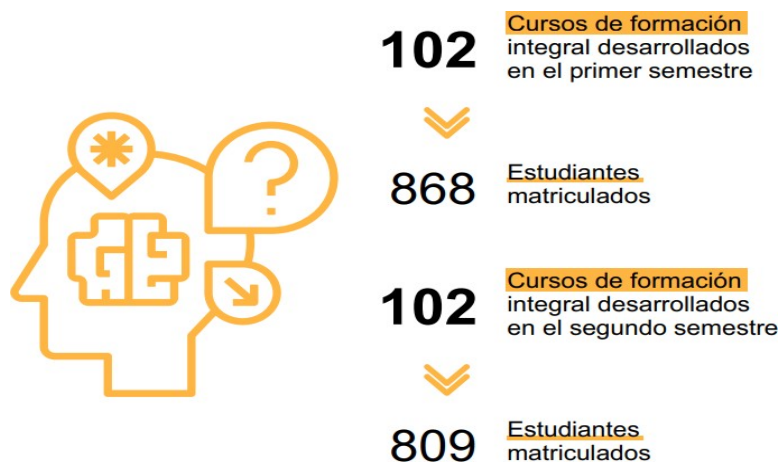 102
Cursos de formación
integral desarrollados
en el primer semestre
868
Estudiantes
matriculados
102
Cursos de formación
integral desarrollados
en el segundo semestre
809
Estudiantes
matriculados